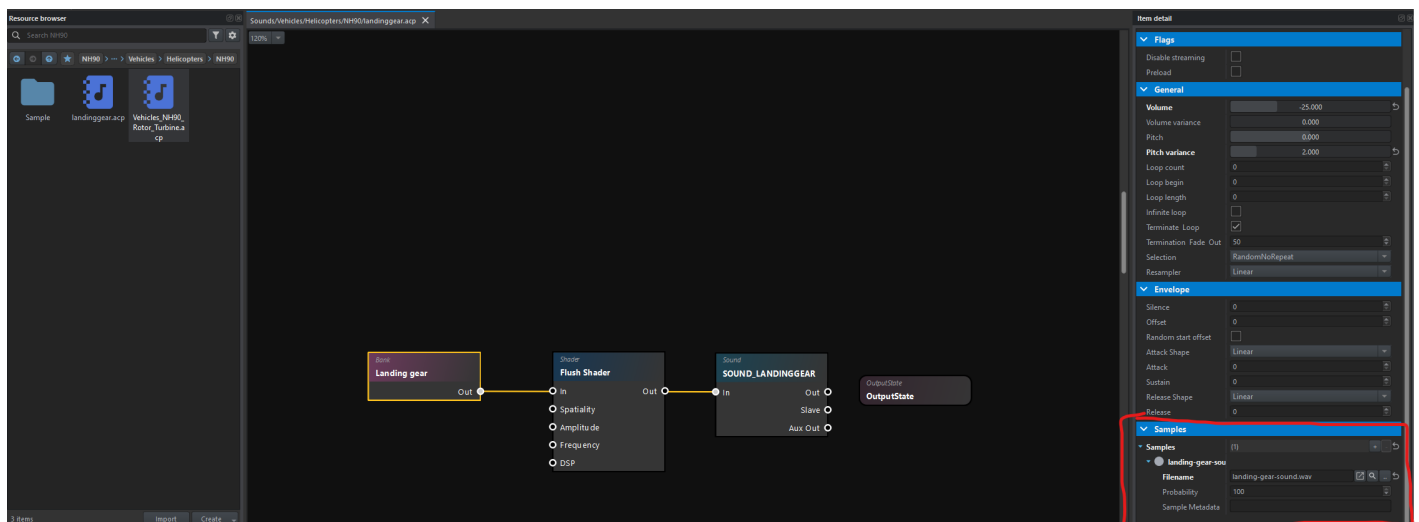 Resource browser
Search NH90
NH90 > ··· > Vehicles > Helicopters > NH90
Sample
landinggear.acp
Vehicles_NH90_
Rotor_Turbine.a
cp
3 items
Import
Create
Sounds/Vehicles/Helicopters/NH90/landinggear.acp
120%
Bank
Landing gear
Out
Shader
Flush Shader
In Out
Spatiality
Amplitude
Frequency
DSP
Sound
SOUND_LANDINGGEAR
In Out
Slave
Aux Out
OutputState
OutputState
Item detail
Flags
Disable streaming
Preload
General
Volume -25.000
Volume variance 0.000
Pitch 0.000
Pitch variance 2.000
Loop count 0
Loop begin 0
Loop length 0
Infinite loop
Terminate Loop
Termination Fade Out 50
Selection RandomNoRepeat
Resampler Linear
Envelope
Silence 0
Offset 0
Random start offset
Attack Shape Linear
Attack 0
Sustain 0
Release Shape Linear
Release 0
Samples
Samples (1)
landing-gear-sou
Filename landing-gear-sound.wav
Probability 100
Sample Metadata